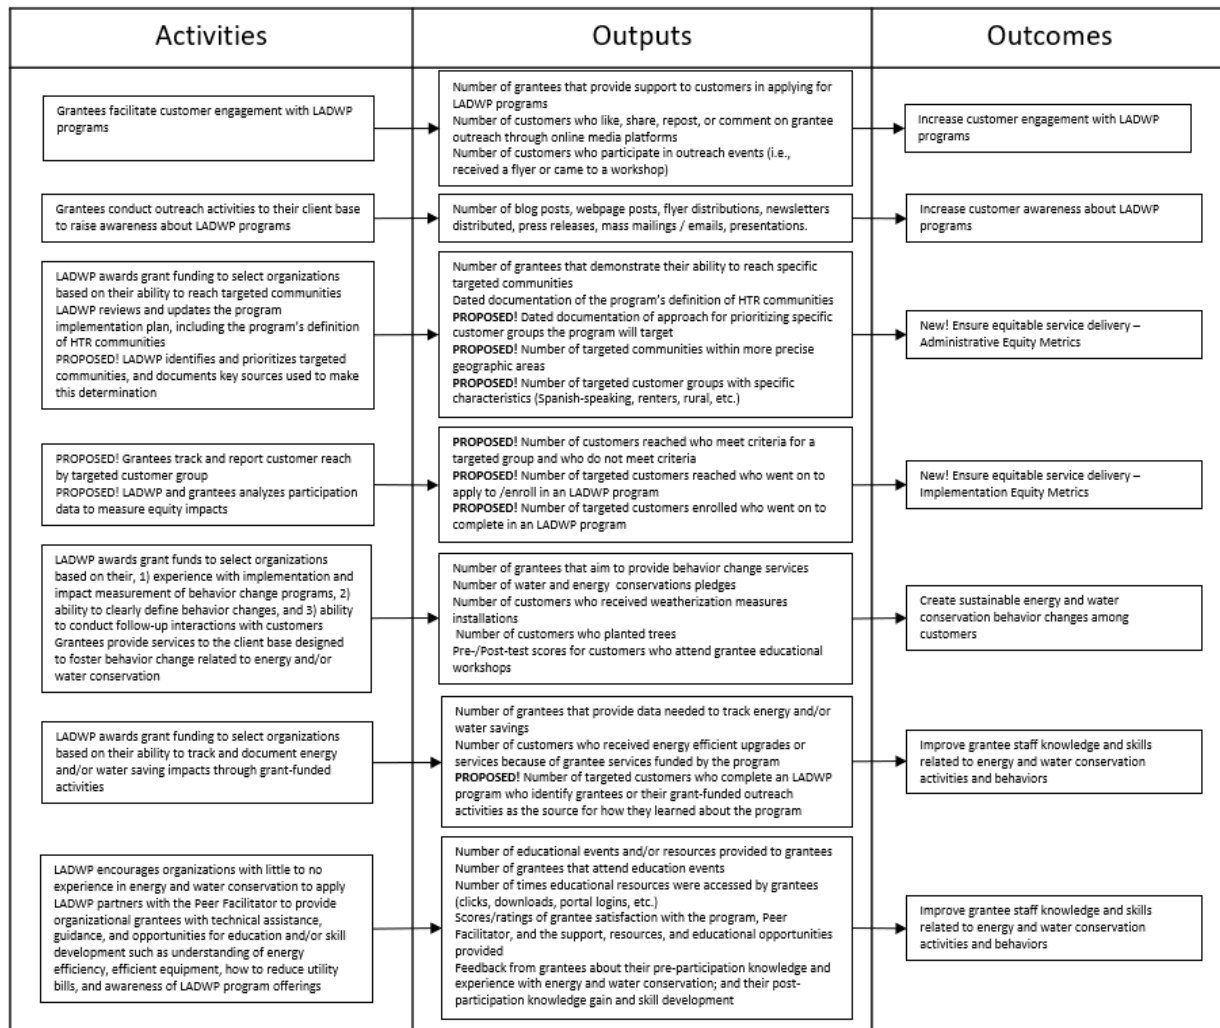 Activities
Outputs
Outcomes
Grantees facilitate customer engagement with LADWP
programs
Number of grantees that provide support to customers in applying for
LADWP programs
Number of customers who like, share, repost, or comment on grantee
outreach through online media platforms
Number of customers who participate in outreach events (i.e.,
received a flyer or came to a workshop)
Increase customer engagement with LADWP
programs
Grantees conduct outreach activities to their client base
to raise awareness about LADWP programs
Number of blog posts, webpage posts, flyer distributions, newsletters
distributed, press releases, mass mailings / emails, presentations.
Increase customer awareness about LADWP
programs
LADWP awards grant funding to select organizations
based on their ability to reach targeted communities
LADWP reviews and updates the program
implementation plan, including the program's definition
of HTR communities
PROPOSED! LADWP identifies and prioritizes targeted
communities, and documents key sources used to make
this determination
Number of grantees that demonstrate their ability to reach specific
targeted communities
Dated documentation of the program's definition of HTR communities
PROPOSED! Dated documentation of approach for prioritizing specific
customer groups the program will target
PROPOSED! Number of targeted communities within more precise
geographic areas
PROPOSED! Number of targeted customer groups with specific
characteristics (Spanish-speaking, renters, rural, etc.)
New! Ensure equitable service delivery –
Administrative Equity Metrics
PROPOSED! Grantees track and report customer reach
by targeted customer group
PROPOSED! LADWP and grantees analyzes participation
data to measure equity impacts
PROPOSED! Number of customers reached who meet criteria for a
targeted group and who do not meet criteria
PROPOSED! Number of targeted customers reached who went on to
apply to /enroll in an LADWP program
PROPOSED! Number of targeted customers enrolled who went on to
complete in an LADWP program
New! Ensure equitable service delivery –
Implementation Equity Metrics
LADWP awards grant funds to select organizations
based on their, 1) experience with implementation and
impact measurement of behavior change programs, 2)
ability to clearly define behavior changes, and 3) ability
to conduct follow-up interactions with customers
Grantees provide services to the client base designed
to foster behavior change related to energy and/or
water conservation
Number of grantees that aim to provide behavior change services
Number of water and energy conservations pledges
Number of customers who received weatherization measures
installations
Number of customers who planted trees
Pre-/Post-test scores for customers who attend grantee educational
workshops
Create sustainable energy and water
conservation behavior changes among
customers
LADWP awards grant funding to select organizations
based on their ability to track and document energy
and/or water saving impacts through grant-funded
activities
Number of grantees that provide data needed to track energy and/or
water savings
Number of customers who received energy efficient upgrades or
services because of grantee services funded by the program
PROPOSED! Number of targeted customers who complete an LADWP
program who identify grantees or their grant-funded outreach
activities as the source for how they learned about the program
Improve grantee staff knowledge and skills
related to energy and water conservation
activities and behaviors
LADWP encourages organizations with little to no
experience in energy and water conservation to apply
LADWP partners with the Peer Facilitator to provide
organizational grantees with technical assistance,
guidance, and opportunities for education and/or skill
development such as understanding of energy
efficiency, efficient equipment, how to reduce utility
bills, and awareness of LADWP program offerings
Number of educational events and/or resources provided to grantees
Number of grantees that attend education events
Number of times educational resources were accessed by grantees
(clicks, downloads, portal logins, etc.)
Scores/ratings of grantee satisfaction with the program, Peer
Facilitator, and the support, resources, and educational opportunities
provided
Feedback from grantees about their pre-participation knowledge and
experience with energy and water conservation; and their post-
participation knowledge gain and skill development
Improve grantee staff knowledge and skills
related to energy and water conservation
activities and behaviors